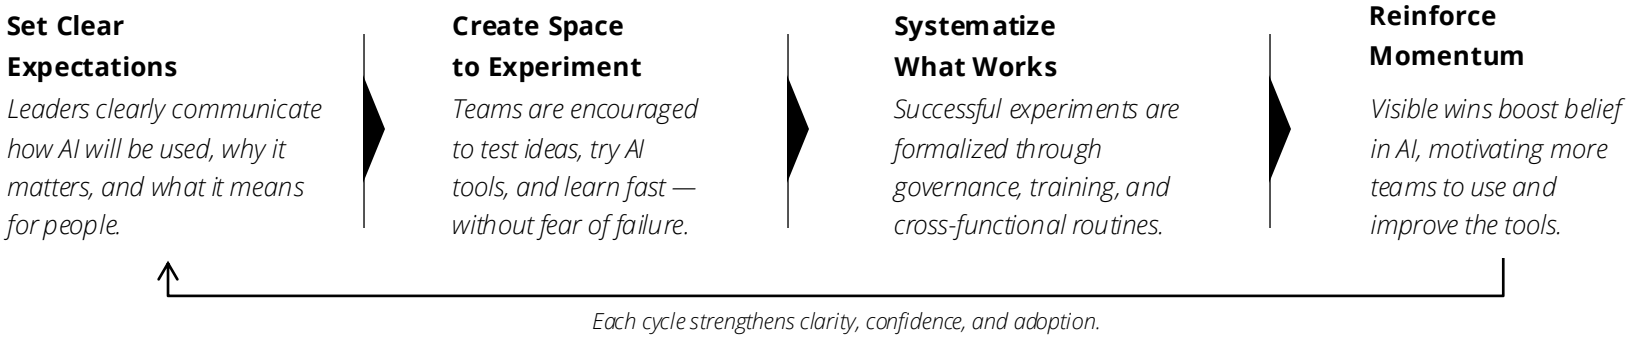 Set Clear
Expectations
Leaders clearly communicate
how AI will be used, why it
matters, and what it means
for people.
Create Space
to Experiment
Teams are encouraged
to test ideas, try AI
tools, and learn fast —
without fear of failure.
Systematize
What Works
Successful experiments are
formalized through
governance, training, and
cross-functional routines.
Reinforce
Momentum
Visible wins boost belief
in AI, motivating more
teams to use and
improve the tools.
Each cycle strengthens clarity, confidence, and adoption.